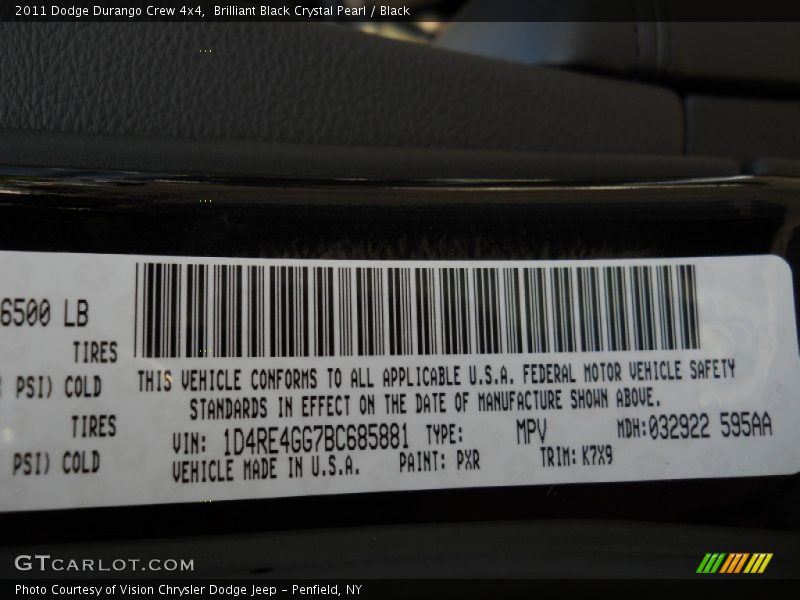 2011 Dodge Durango Crew 4x4,  Brilliant Black Crystal Pearl / Black
6500 LB
TIRES
PSI) COLD
THIS VEHICLE CONFORMS TO ALL APPLICABLE U.S.A. FEDERAL MOTOR VEHICLE SAFETY
STANDARDS IN EFFECT ON THE DATE OF MANUFACTURE SHOWN ABOVE.
TIRES
VIN: 1D4RE4GG7BC685881 TYPE: MPV MDH:032922 595AA
PSI) COLD
VEHICLE MADE IN U.S.A. PAINT: PXR TRIM: K7X9
GTCARLOT.COM
Photo Courtesy of Vision Chrysler Dodge Jeep - Penfield, NY